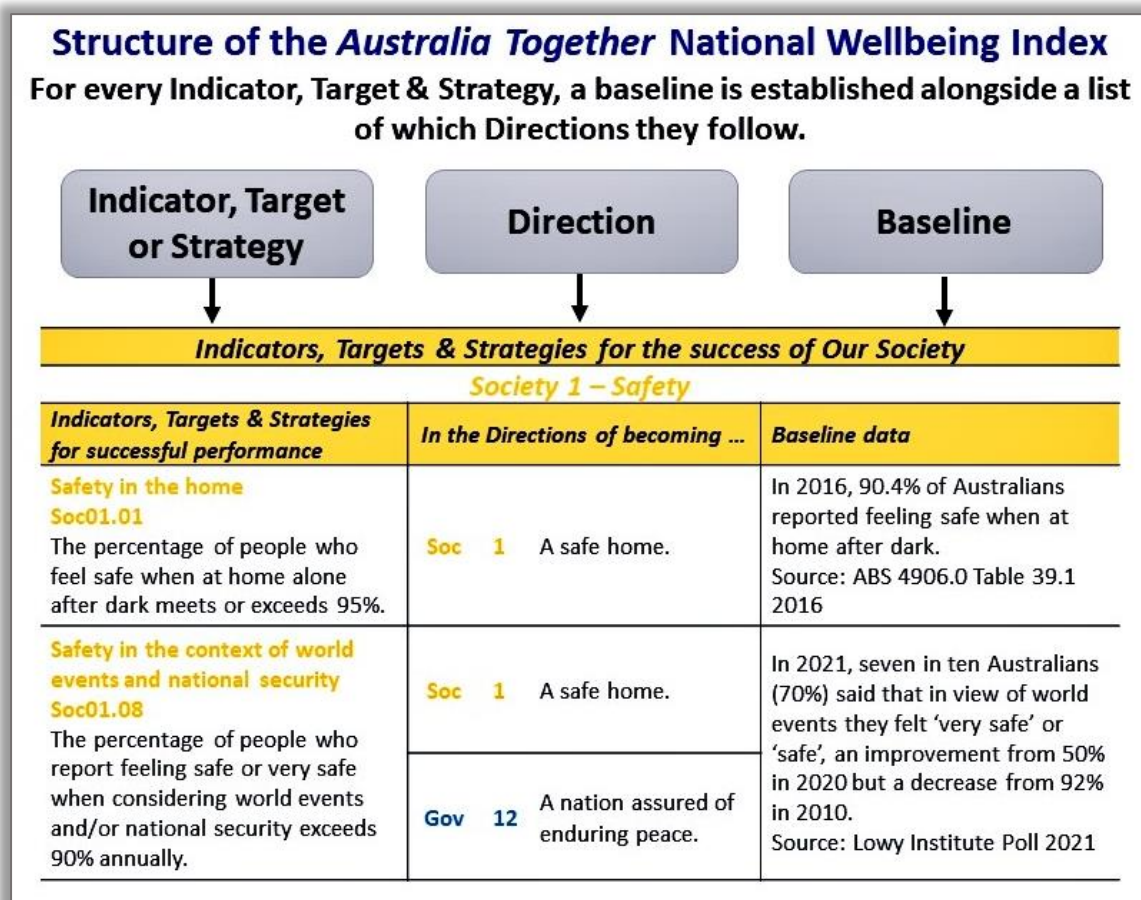 Structure of the Australia Together National Wellbeing Index
For every Indicator, Target & Strategy, a baseline is established alongside a list
of which Directions they follow.
Indicator, Target
or Strategy
Direction
Baseline
Indicators, Targets & Strategies for the success of Our Society
Society 1 – Safety
Indicators, Targets & Strategies
for successful performance
In the Directions of becoming ...
Baseline data
Safety in the home
Soc01.01
The percentage of people who
feel safe when at home alone
after dark meets or exceeds 95%.
Soc 1 A safe home.
In 2016, 90.4% of Australians
reported feeling safe when at
home after dark.
Source: ABS 4906.0 Table 39.1
2016
Safety in the context of world
events and national security
Soc01.08
The percentage of people who
report feeling safe or very safe
when considering world events
and/or national security exceeds
90% annually.
Soc 1 A safe home.
Gov 12 A nation assured of
enduring peace.
In 2021, seven in ten Australians
(70%) said that in view of world
events they felt ‘very safe’ or
‘safe’, an improvement from 50%
in 2020 but a decrease from 92%
in 2010.
Source: Lowy Institute Poll 2021